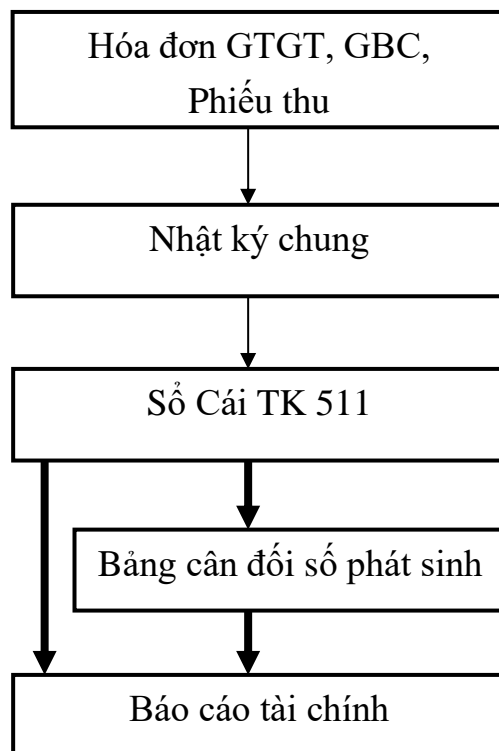 Hóa đơn GTGT, GBC,
Phiếu thu
Nhật ký chung
Sổ Cái TK 511
Bảng cân đối số phát sinh
Báo cáo tài chính